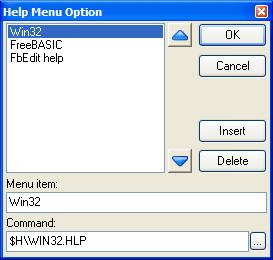 Help Menu Option
Win32
FreeBASIC
FbEdit help
OK
Cancel
Insert
Delete
Menu item:
Win32
Command:
$H\WIN32.HLP
...